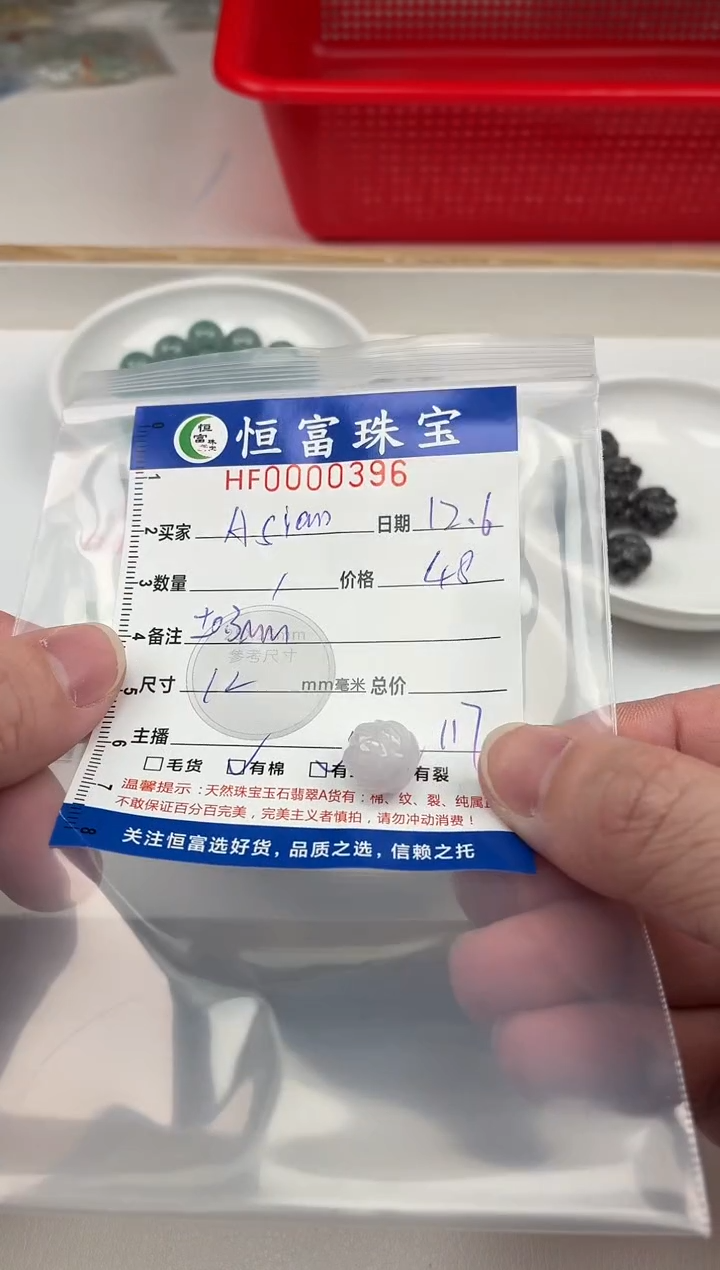 恒富珠宝
HF0000396
买家 Asian 日期 12.6
数量 1 价格 48
备注 ±0.3mm
參考尺寸
尺寸 12 mm毫米 总价
主播 117
毛货 有棉 有 有裂
温馨提示：天然珠宝玉石翡翠A货有：棉、纹、裂、纯属
不敢保证百分百完美，完美主义者慎拍，请勿冲动消费！
关注恒富选好货，品质之选，信赖之托